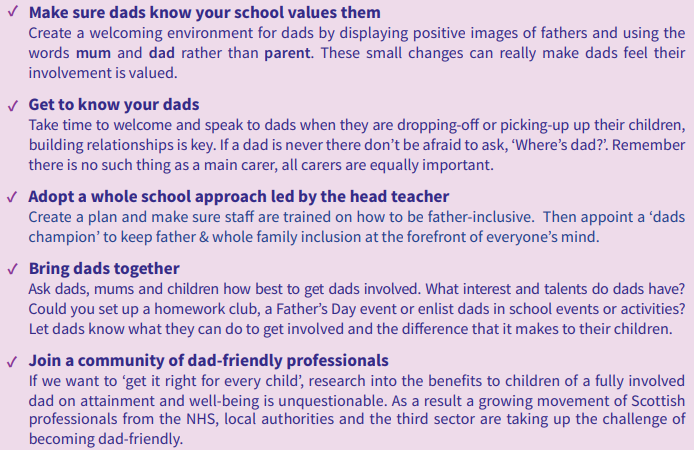 ✓ Make sure dads know your school values them
Create a welcoming environment for dads by displaying positive images of fathers and using the
words mum and dad rather than parent. These small changes can really make dads feel their
involvement is valued.
✓ Get to know your dads
Take time to welcome and speak to dads when they are dropping-off or picking-up up their children,
building relationships is key. If a dad is never there don't be afraid to ask, 'Where's dad?'. Remember
there is no such thing as a main carer, all carers are equally important.
✓ Adopt a whole school approach led by the head teacher
Create a plan and make sure staff are trained on how to be father-inclusive. Then appoint a 'dads
champion' to keep father & whole family inclusion at the forefront of everyone's mind.
✓ Bring dads together
Ask dads, mums and children how best to get dads involved. What interest and talents do dads have?
Could you set up a homework club, a Father's Day event or enlist dads in school events or activities?
Let dads know what they can do to get involved and the difference that it makes to their children.
✓ Join a community of dad-friendly professionals
If we want to 'get it right for every child', research into the benefits to children of a fully involved
dad on attainment and well-being is unquestionable. As a result a growing movement of Scottish
professionals from the NHS, local authorities and the third sector are taking up the challenge of
becoming dad-friendly.